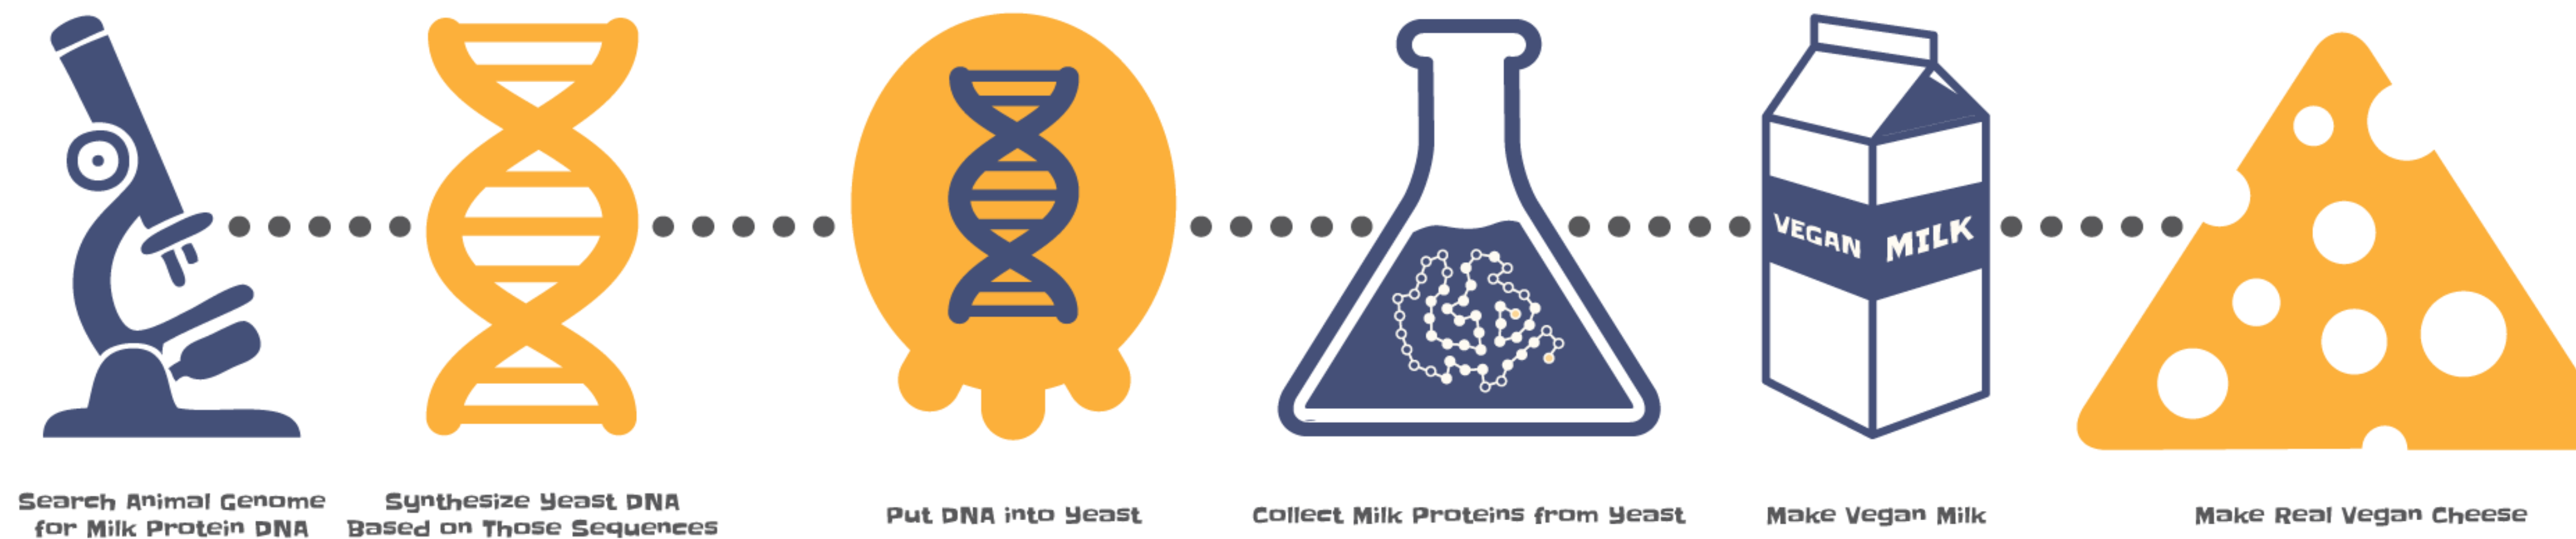 VEGAN MILK
Search Animal Genome
for Milk Protein DNA
Synthesize Yeast DNA
Based on Those Sequences
Put DNA into Yeast
Collect Milk Proteins from Yeast
Make Vegan Milk
Make Real Vegan Cheese